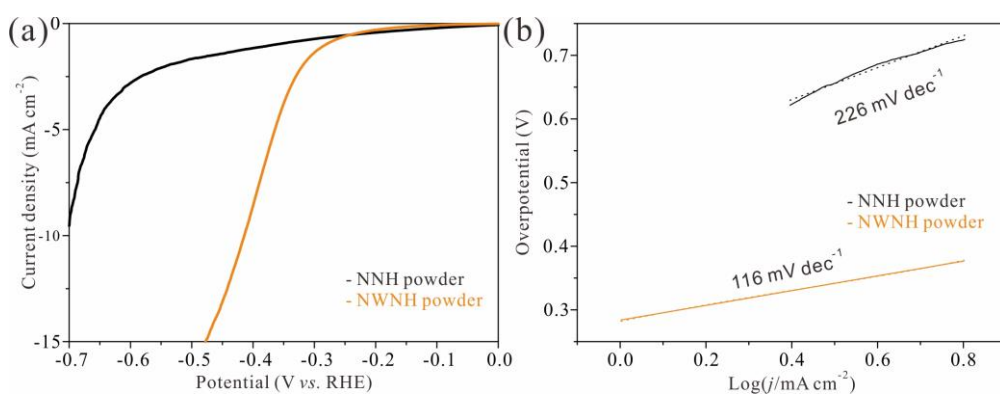 (a)
0
-5
-10
-15
Current density (mA cm⁻²)
- NNH powder
- NWNH powder
-0.7 -0.6 -0.5 -0.4 -0.3 -0.2 -0.1 0.0
Potential (V vs. RHE)
(b)
0.7
0.6
0.5
0.4
0.3
Overpotential (V)
226 mV dec⁻¹
- NNH powder
- NWNH powder
116 mV dec⁻¹
0.0 0.2 0.4 0.6 0.8
Log(j/mA cm⁻²)